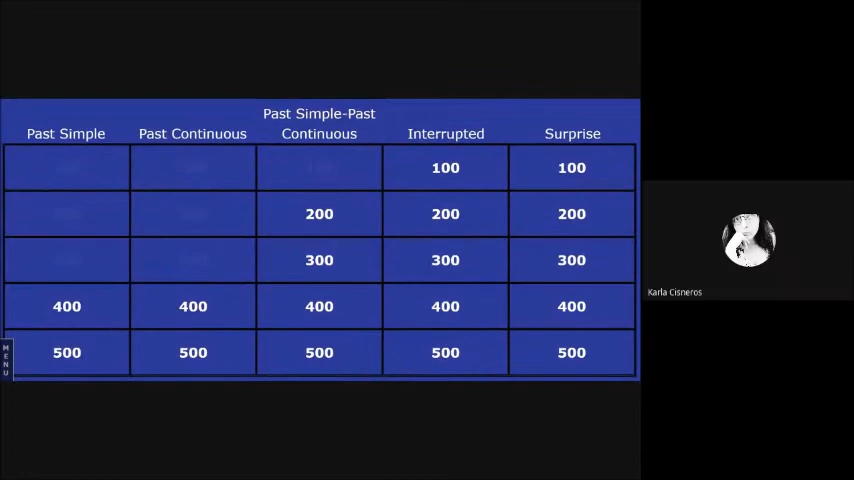 Past Simple
Past Continuous
Past Simple-Past
Continuous
Interrupted
Surprise
100 100
200 200 200
300 300 300
400 400 400 400 400
500 500 500 500 500
MENU
Karla Cisneros